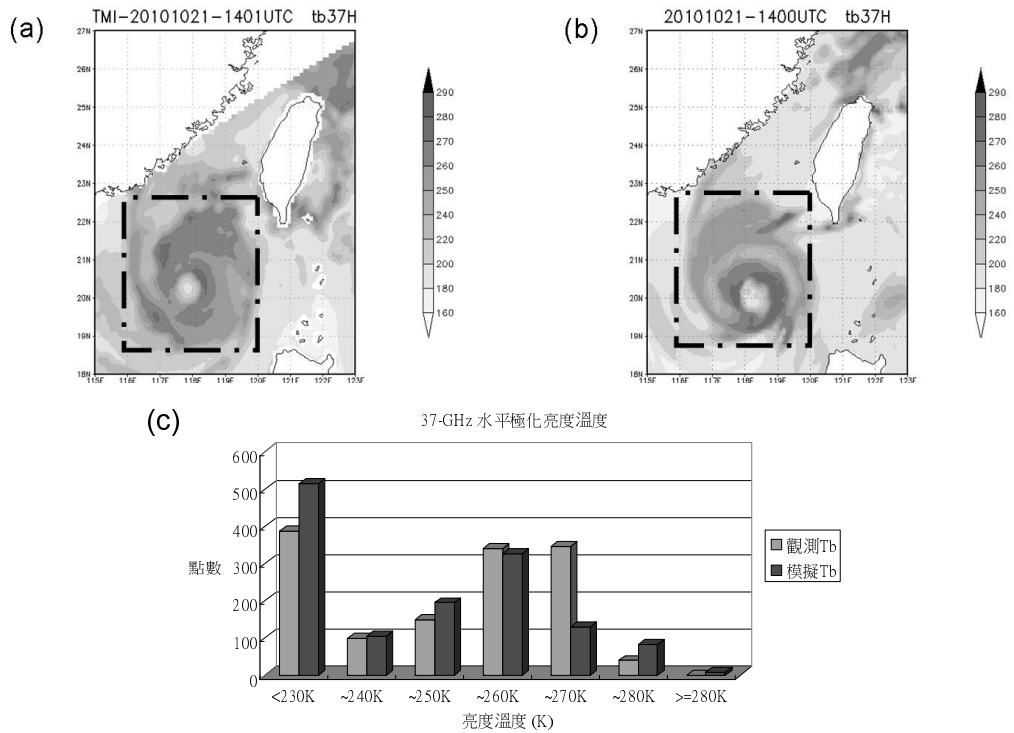 (a)
TMI-20101021-1401UTC tb37H
27N
26N
25N
24N
23N
22N
21N
20N
19N
18N
115E 116E 117E 118E 119E 120E 121E 122E 123E
290
280
270
260
250
240
220
200
180
160
(b)
20101021-1400UTC tb37H
27N
26N
25N
24N
23N
22N
21N
20N
19N
18N
115E 116E 117E 118E 119E 120E 121E 122E 123E
290
280
270
260
250
240
220
200
180
160
(c)
37-GHz 水平極化亮度溫度
600
500
400
300
200
100
0
點數
<230K ~240K ~250K ~260K ~270K ~280K >=280K
亮度溫度 (K)
觀測Tb
模擬Tb